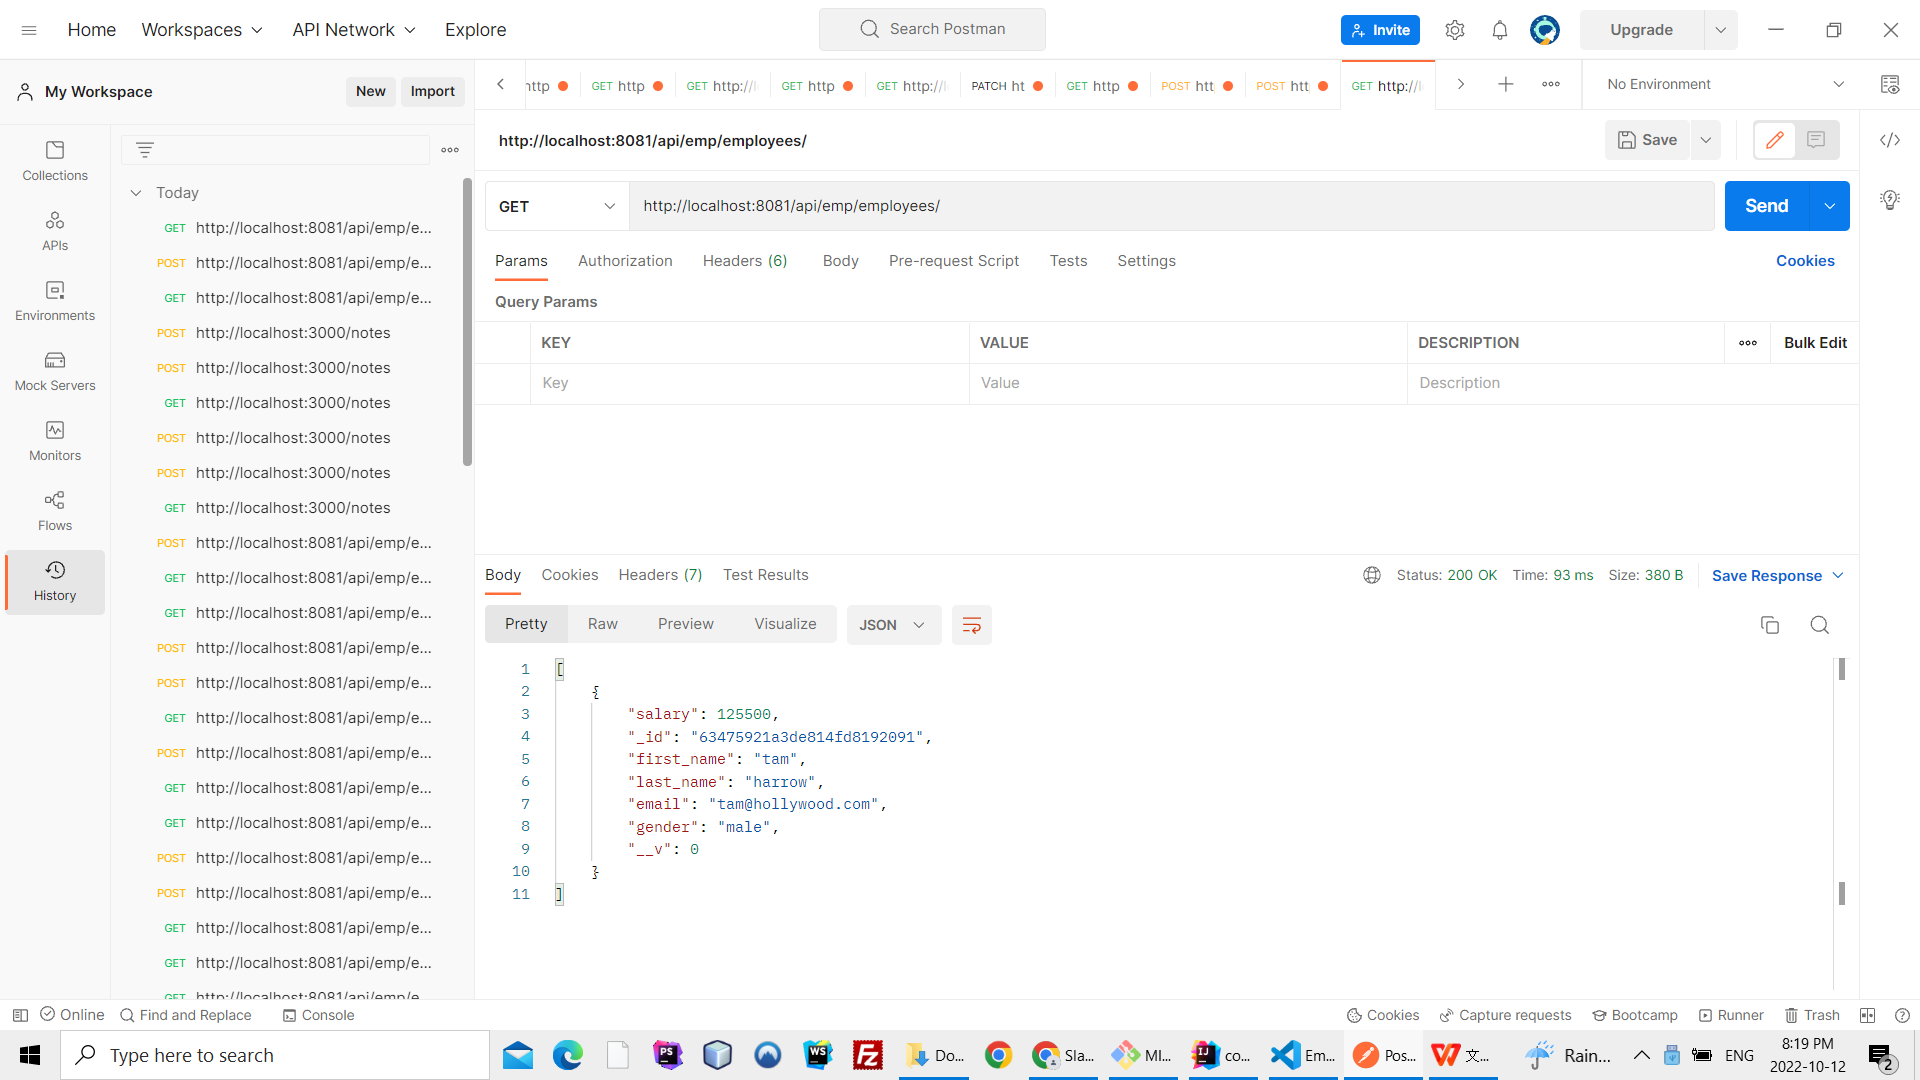 Home Workspaces API Network Explore Search Postman Invite Upgrade
My Workspace New Import
http GET http GET http://l GET http GET http://l PATCH ht GET http POST htt POST htt GET http://l No Environment
Collections
APIs
Environments
Mock Servers
Monitors
Flows
History
Today
GET http://localhost:8081/api/emp/e...
POST http://localhost:8081/api/emp/e...
GET http://localhost:8081/api/emp/e...
POST http://localhost:3000/notes
POST http://localhost:3000/notes
GET http://localhost:3000/notes
POST http://localhost:3000/notes
POST http://localhost:3000/notes
GET http://localhost:3000/notes
POST http://localhost:8081/api/emp/e...
GET http://localhost:8081/api/emp/e...
GET http://localhost:8081/api/emp/e...
POST http://localhost:8081/api/emp/e...
POST http://localhost:8081/api/emp/e...
GET http://localhost:8081/api/emp/e...
POST http://localhost:8081/api/emp/e...
GET http://localhost:8081/api/emp/e...
GET http://localhost:8081/api/emp/e...
POST http://localhost:8081/api/emp/e...
POST http://localhost:8081/api/emp/e...
GET http://localhost:8081/api/emp/e...
GET http://localhost:8081/api/emp/e...
GET http://localhost:8081/api/emp/e...
http://localhost:8081/api/emp/employees/ Save
GET http://localhost:8081/api/emp/employees/ Send
Params Authorization Headers (6) Body Pre-request Script Tests Settings Cookies
Query Params
KEY VALUE DESCRIPTION Bulk Edit
Key Value Description
Body Cookies Headers (7) Test Results Status: 200 OK Time: 93 ms Size: 380 B Save Response
Pretty Raw Preview Visualize JSON
1 [
2 {
3 "salary": 125500,
4 "_id": "63475921a3de814fd8192091",
5 "first_name": "tam",
6 "last_name": "harrow",
7 "email": "tam@hollywood.com",
8 "gender": "male",
9 "__v": 0
10 }
11 ]
Online Find and Replace Console Cookies Capture requests Bootcamp Runner Trash
Type here to search PS WS FZ Do... Sla... MI... IJ co... Em... Pos... 文... Rain... ENG 8:19 PM
2022-10-12 2